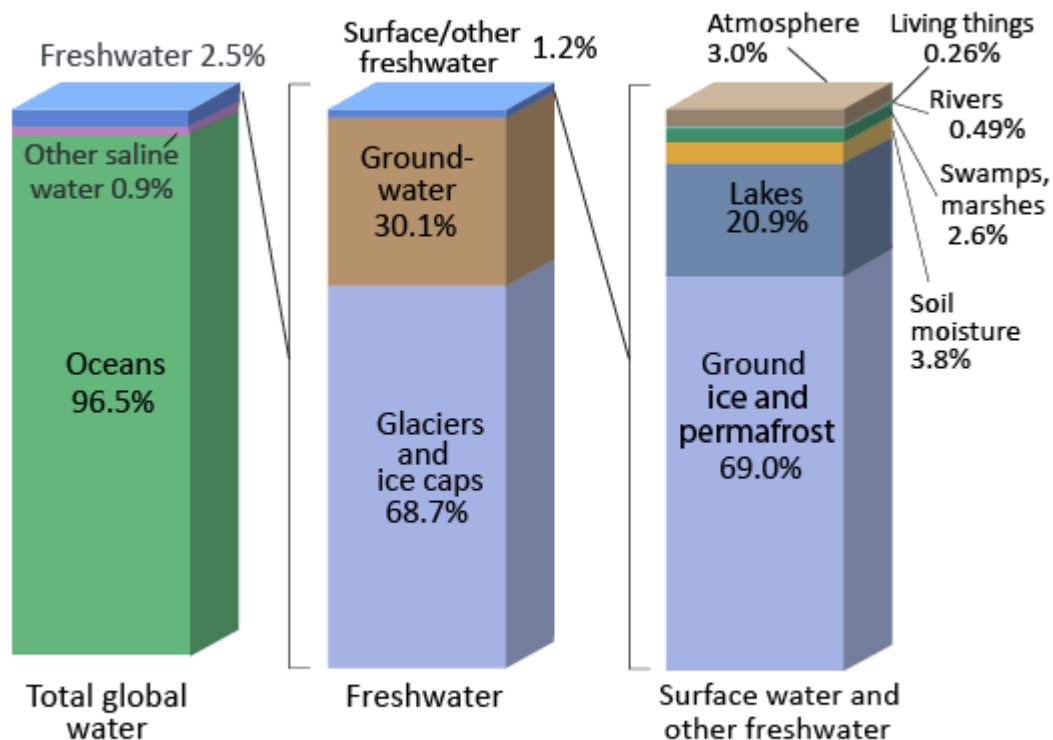 Freshwater 2.5%
Other saline
water 0.9%
Oceans
96.5%
Total global
water
Surface/other
freshwater
1.2%
Ground-
water
30.1%
Glaciers
and
ice caps
68.7%
Freshwater
Atmosphere
3.0%
Living things
0.26%
Rivers
0.49%
Swamps,
marshes
2.6%
Soil
moisture
3.8%
Lakes
20.9%
Ground
ice and
permafrost
69.0%
Surface water and
other freshwater